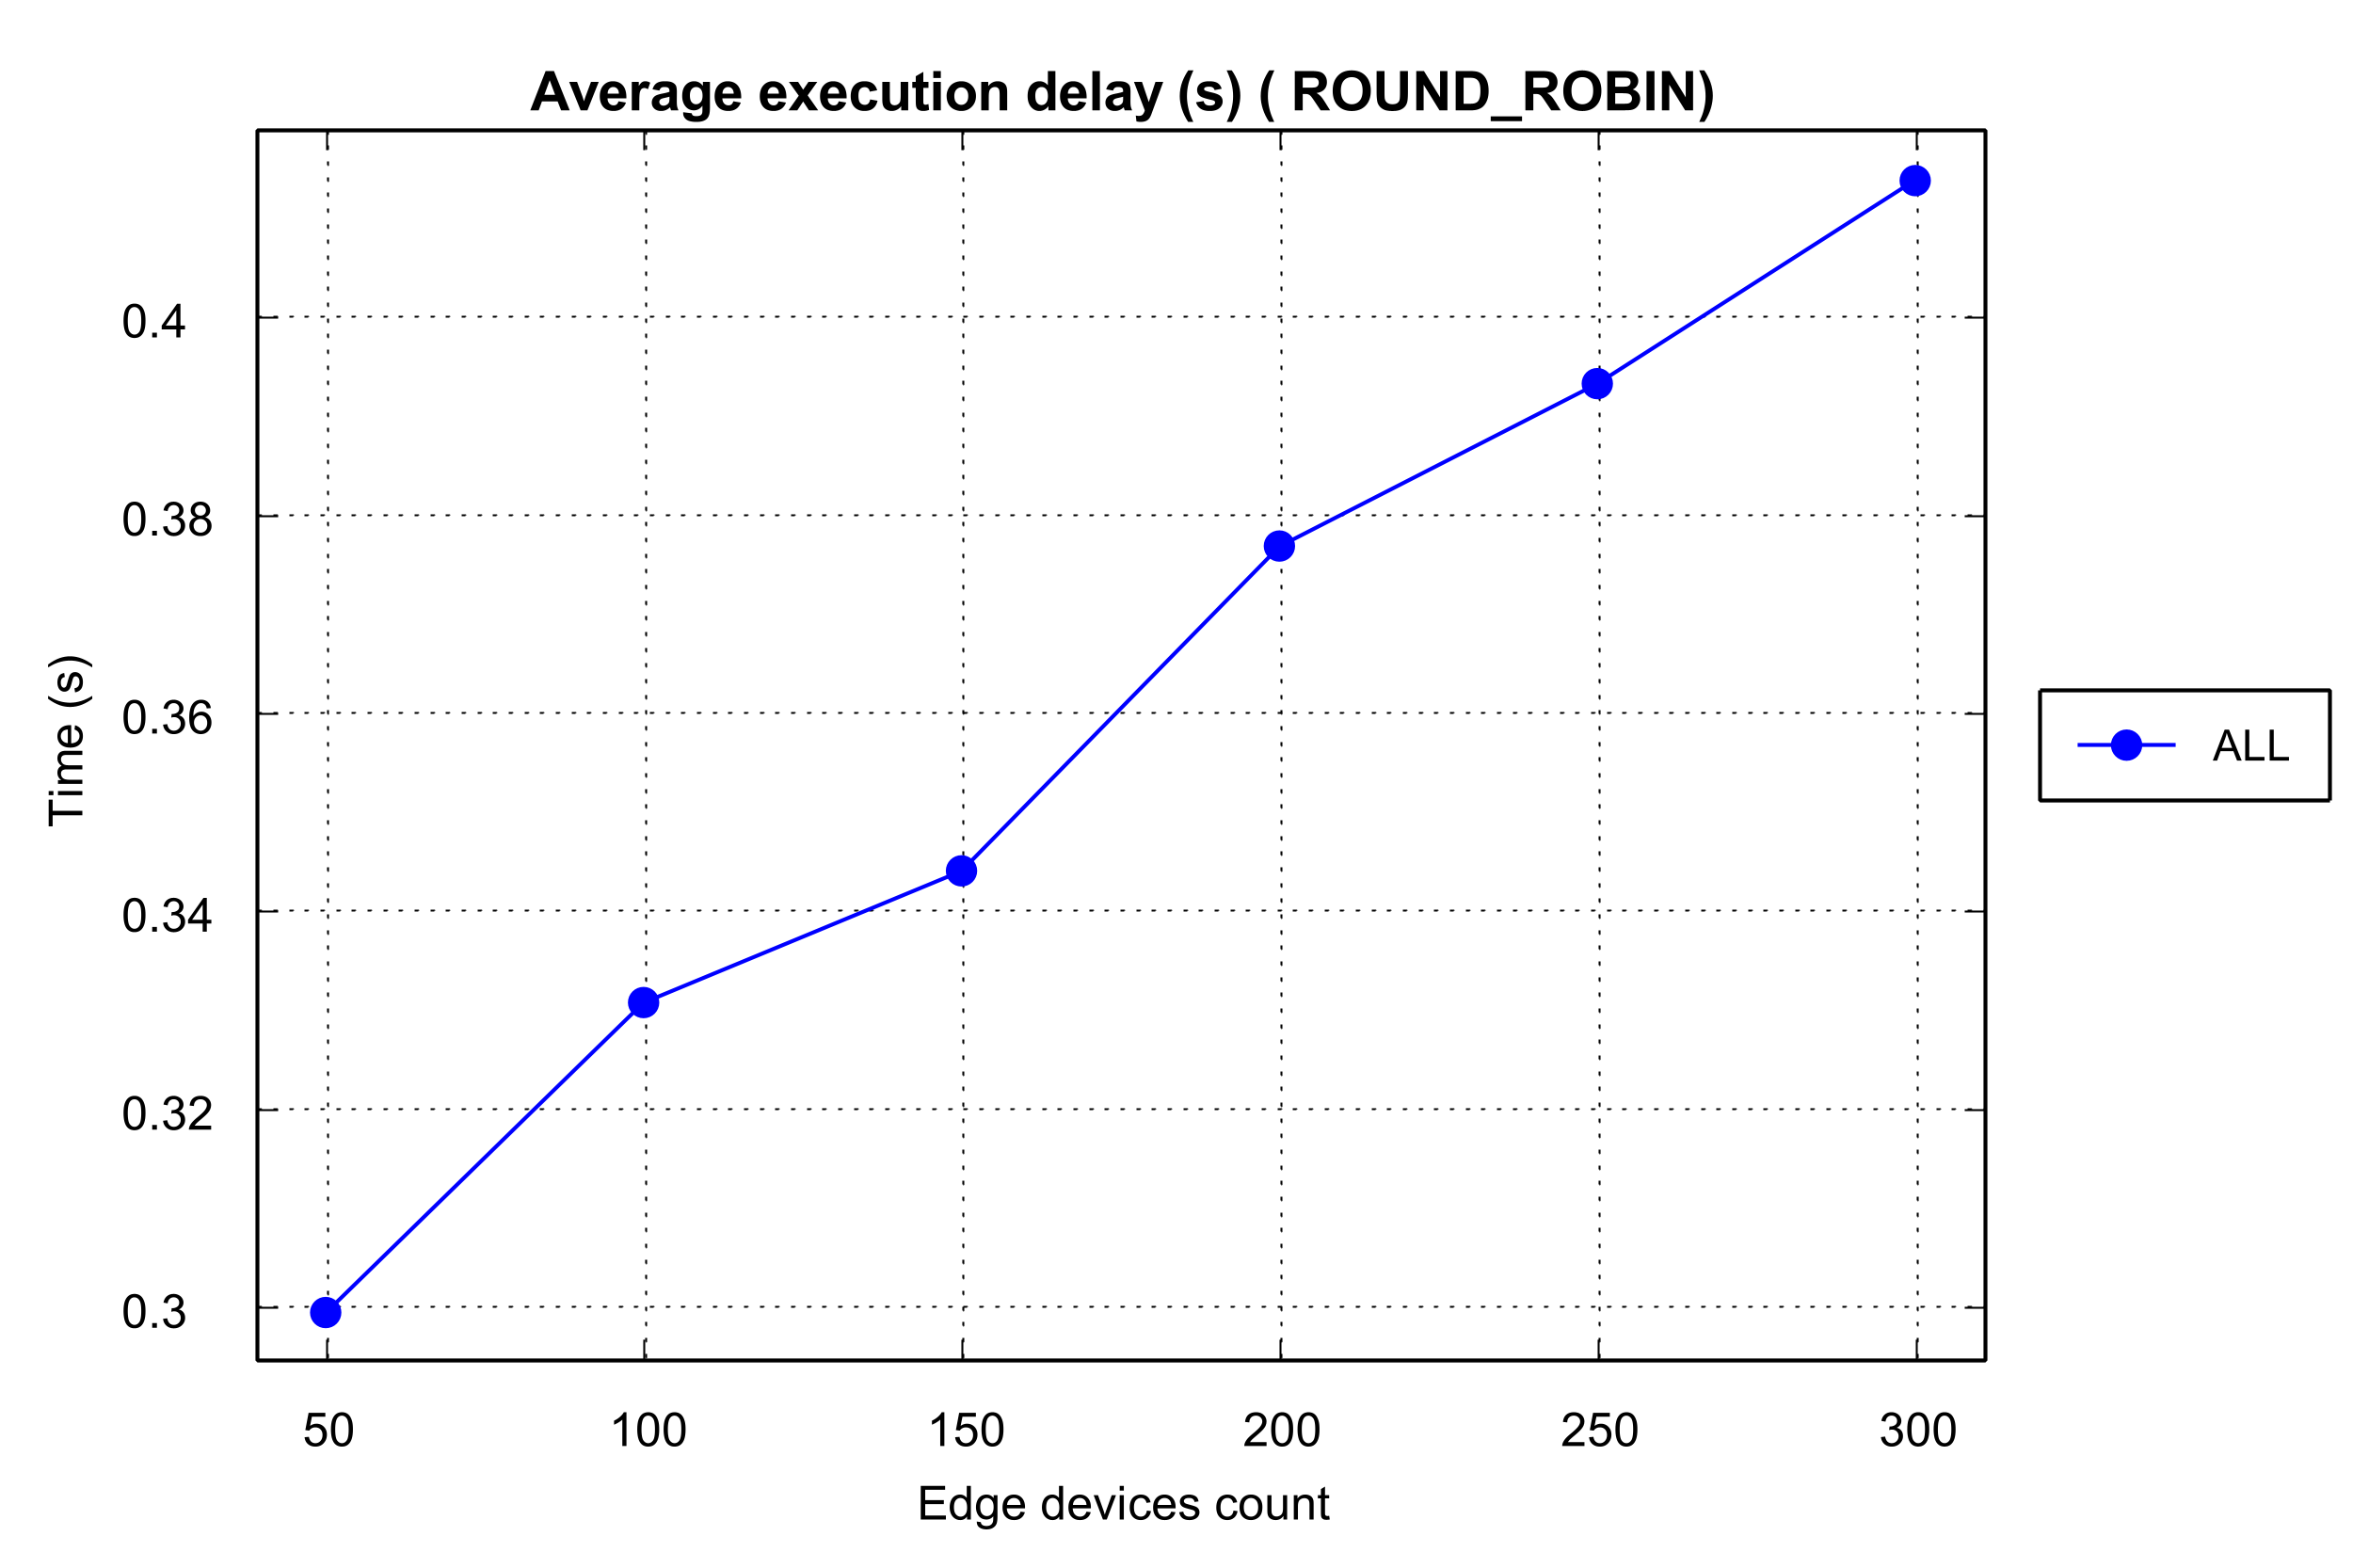 Average execution delay (s) ( ROUND_ROBIN)
0.4
0.38
0.36
0.34
0.32
0.3
Time (s)
ALL
50 100 150 200 250 300
Edge devices count